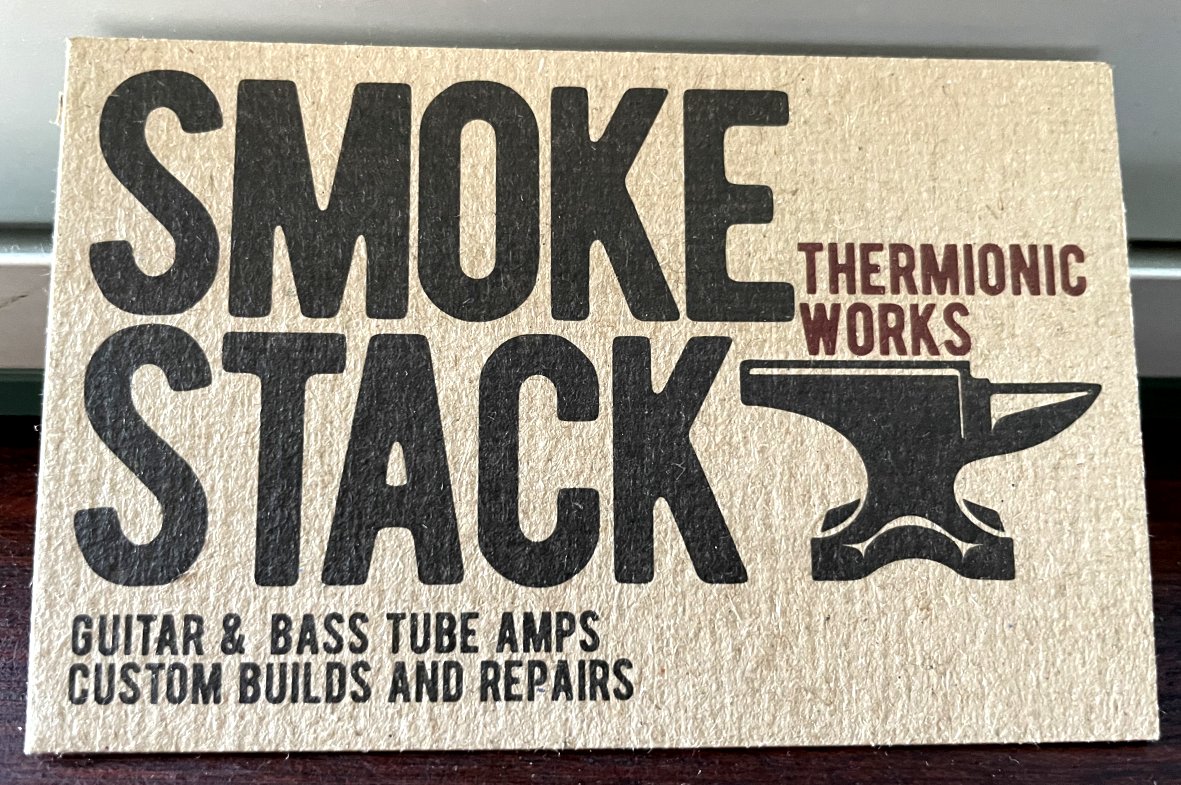 SMOKE
STACK
THERMIONIC
WORKS
GUITAR & BASS TUBE AMPS
CUSTOM BUILDS AND REPAIRS